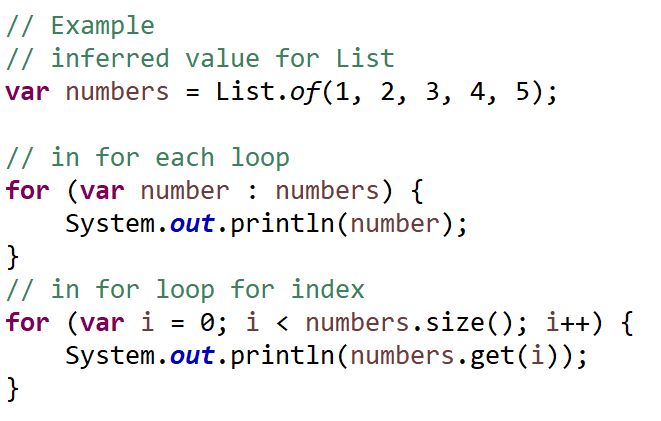 // Example
// inferred value for List
var numbers = List.of(1, 2, 3, 4, 5);
// in for each loop
for (var number : numbers) {
System.out.println(number);
}
// in for loop for index
for (var i = 0; i < numbers.size(); i++) {
System.out.println(numbers.get(i));
}